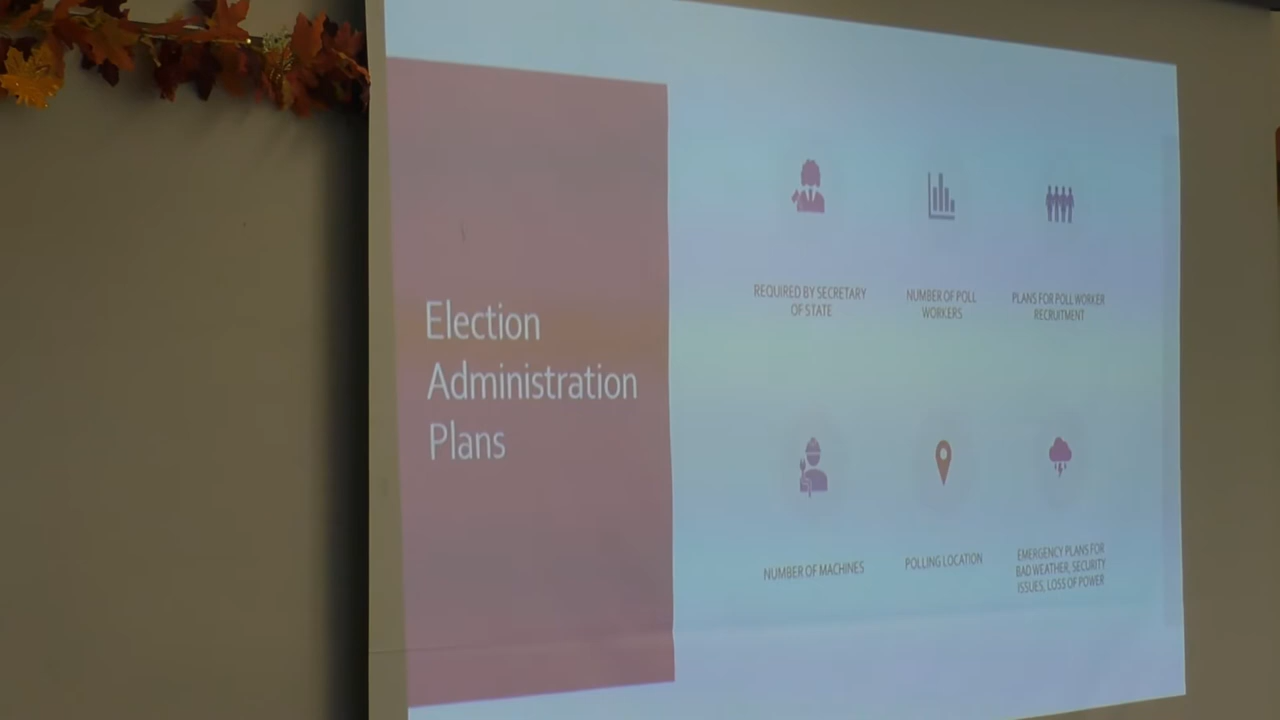 Election
Administration
Plans
REQUIRED BY SECRETARY
OF STATE
NUMBER OF POLL
WORKERS
PLANS FOR POLL WORKER
RECRUITMENT
NUMBER OF MACHINES
POLLING LOCATION
EMERGENCY PLANS FOR
BAD WEATHER, SECURITY
ISSUES, LOSS OF POWER